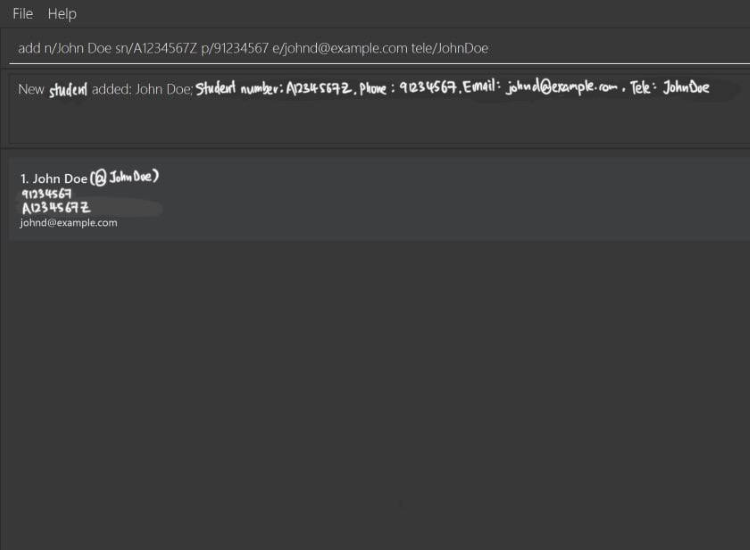 File Help
add n/John Doe sn/A1234567Z p/91234567 e/johnd@example.com tele/JohnDoe
New student added: John Doe; Student number: A1234567Z. Phone: 91234567. Email: johnd@example.com. Tele: JohnDoe
1. John Doe (@JohnDoe)
91234567
A1234567Z
johnd@example.com